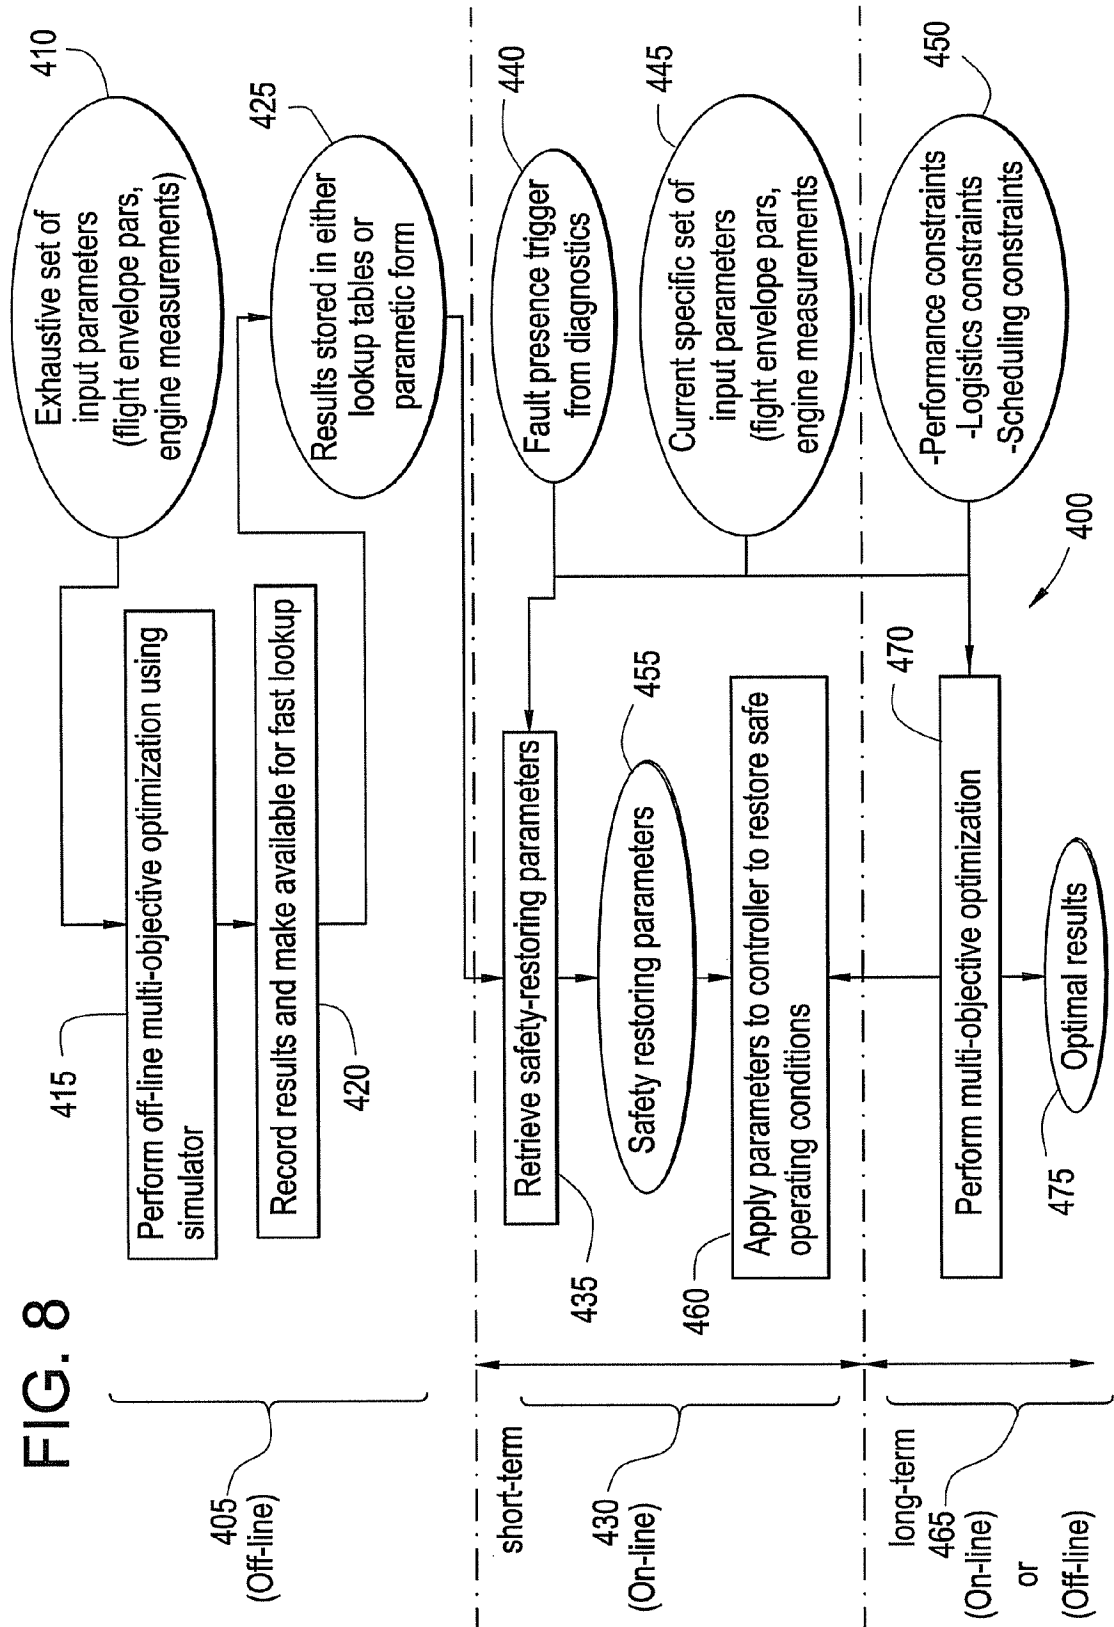 FIG. 8
410
Exhaustive set of
input parameters
(flight envelope pars,
engine measurements)
415
Perform off-line multi-objective optimization using
simulator
Record results and make available for fast lookup
420
425
Results stored in either
lookup tables or
parametic form
405
(Off-line)
short-term
430
(On-line)
435
Retrieve safety-restoring parameters
440
Fault presence trigger
from diagnostics
455
Safety restoring parameters
445
Current specific set of
input parameters
(fight envelope pars,
engine measurements
460
Apply parameters to controller to restore safe
operating conditions
long-term
465
(On-line)
or
(Off-line)
470
Perform multi-objective optimization
450
-Performance constraints
-Logistics constraints
-Scheduling constraints
475
Optimal results
400